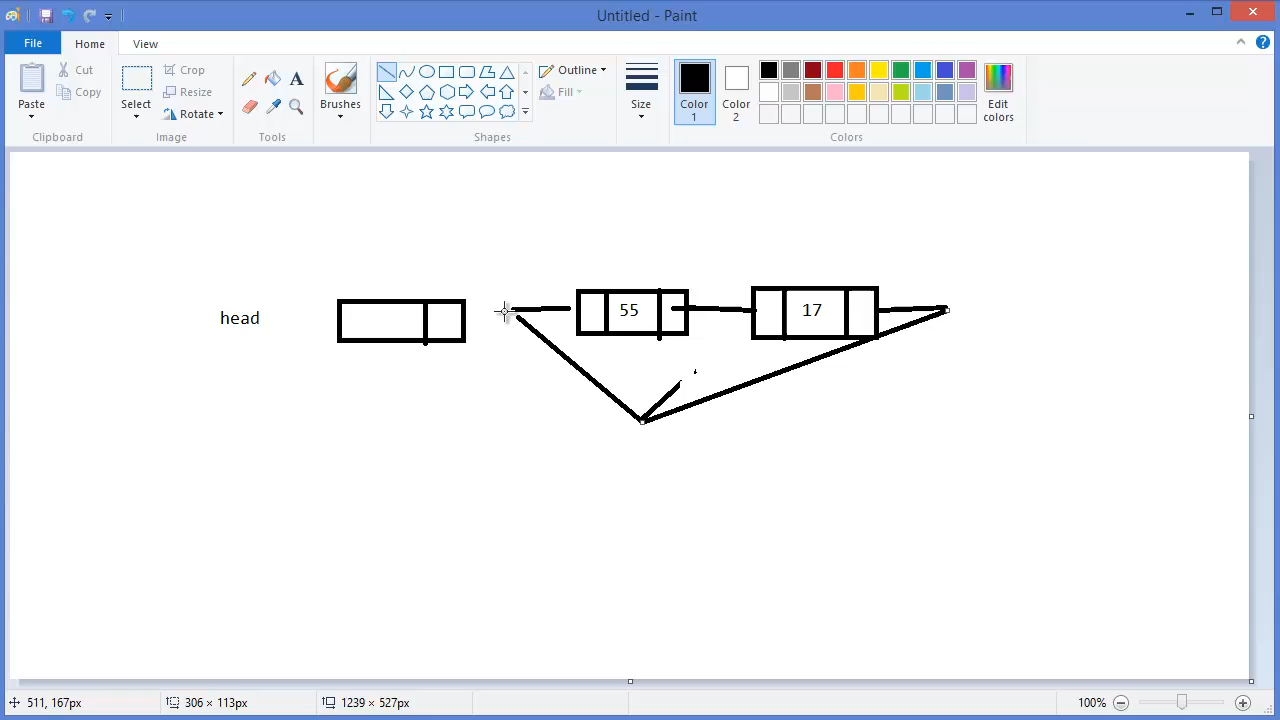 Untitled - Paint
File
Home
View
Paste
Cut
Copy
Clipboard
Select
Crop
Resize
Rotate
Image
A
Tools
Brushes
Outline
Fill
Shapes
Size
Color
1
Color
2
Edit
colors
Colors
head
55
17
511, 167px
306 × 113px
1239 × 527px
100%